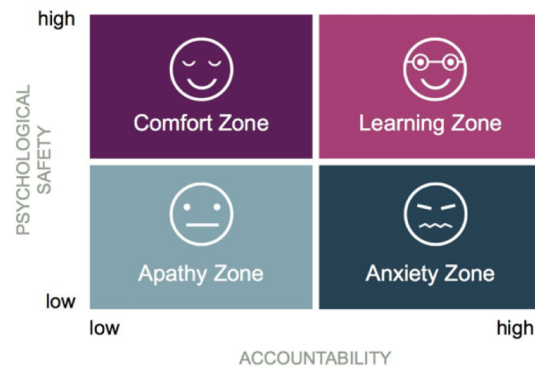 high
PSYCHOLOGICAL
SAFETY
Comfort Zone
Learning Zone
Apathy Zone
Anxiety Zone
low
low
high
ACCOUNTABILITY